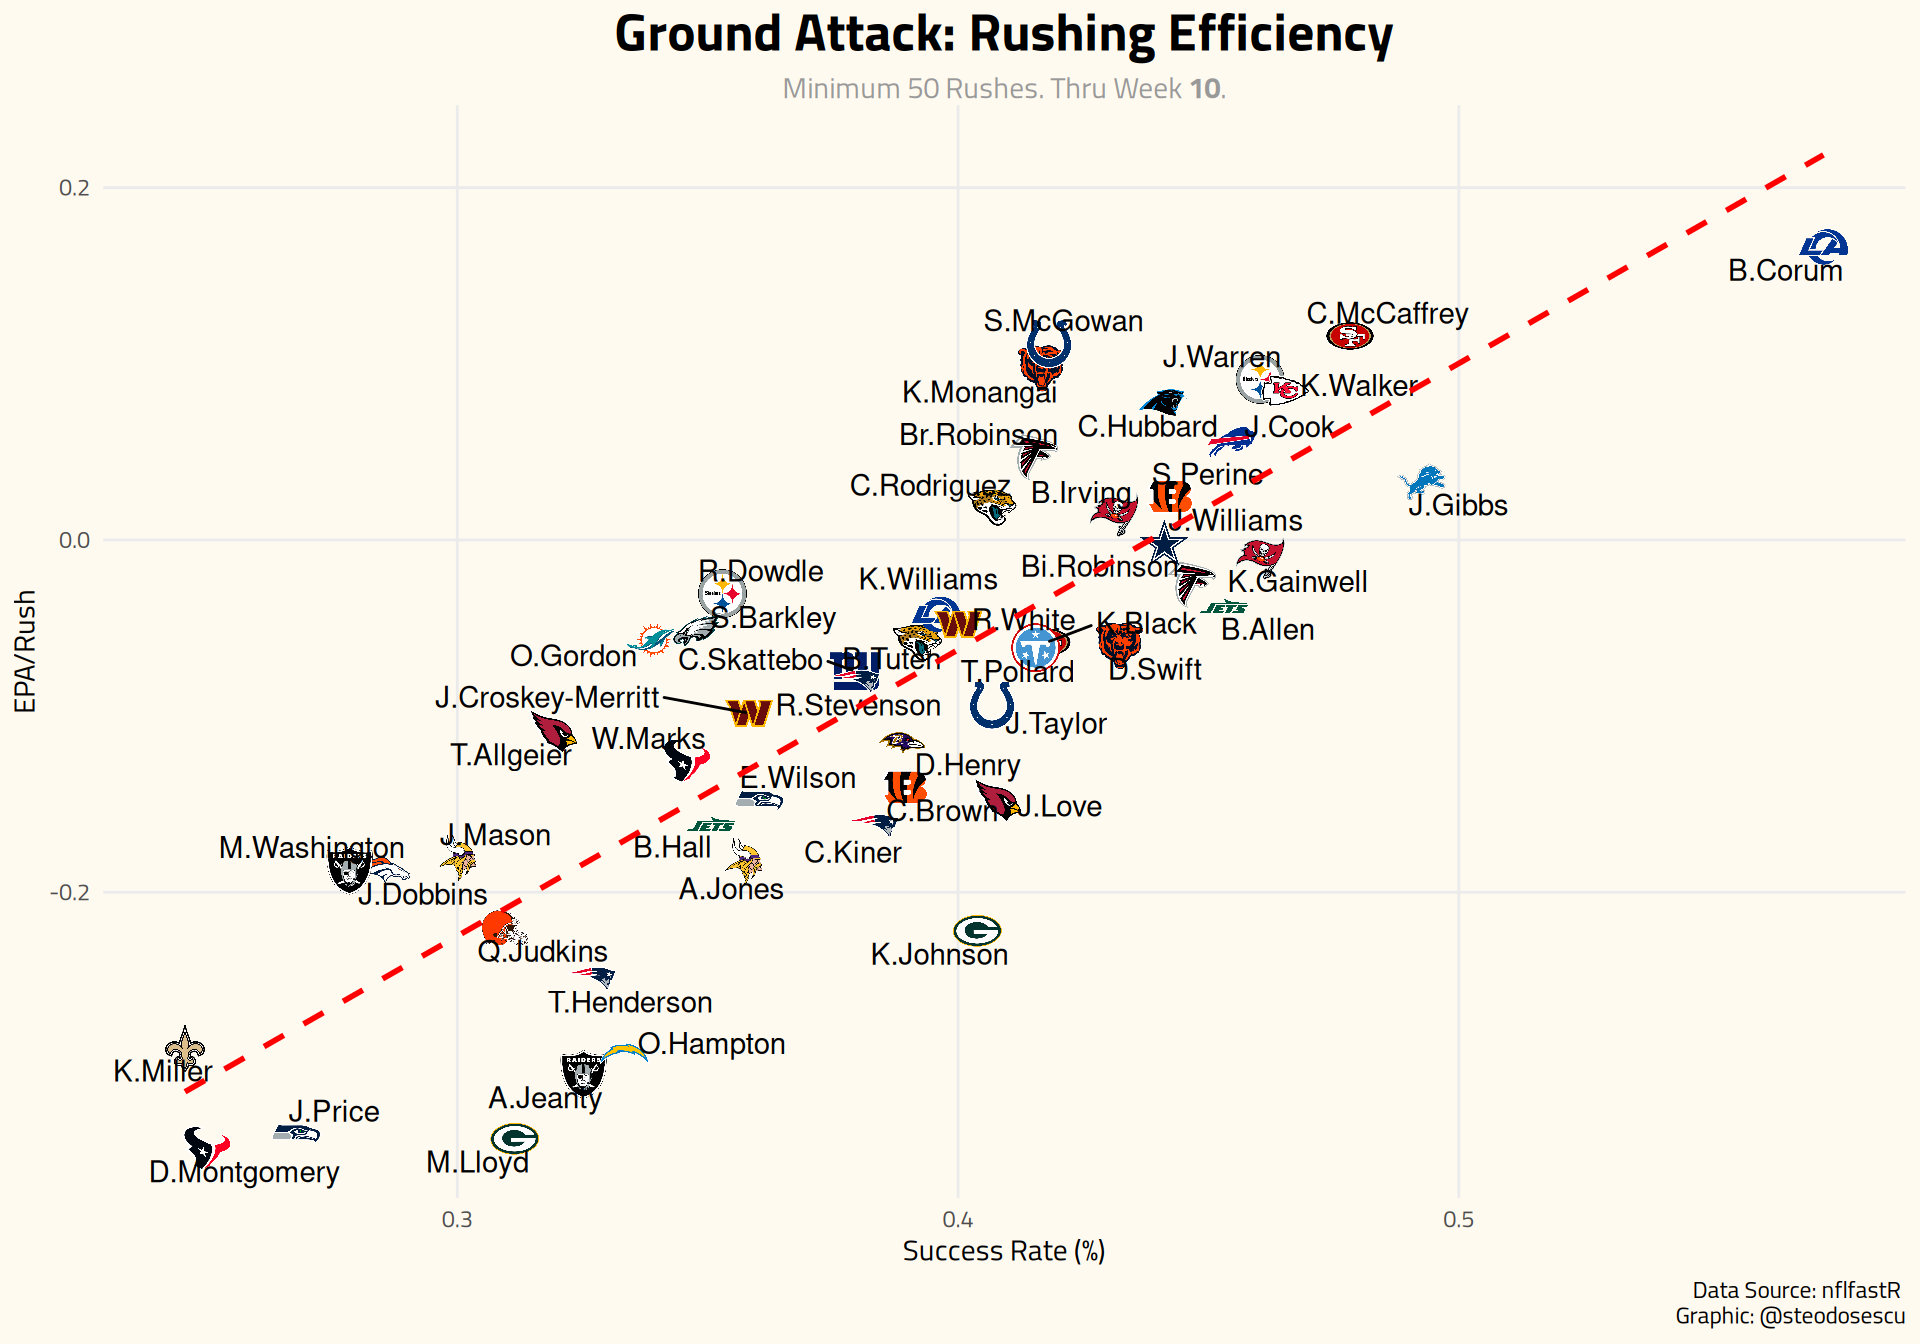 Ground Attack: Rushing Efficiency
Minimum 50 Rushes. Thru Week 10.
EPA/Rush
0.2
0.0
-0.2
B.Corum
C.McCaffrey
S.McGowan
J.Warren
K.Walker
K.Monangai
C.Hubbard
J.Cook
Br.Robinson
S.Perine
C.Rodriguez
B.Irving
J.Gibbs
J.Williams
Bi.Robinson
K.Gainwell
R.Dowdle
K.Williams
S.Barkley
R.White
K.Black
B.Allen
O.Gordon
C.Skattebo
B.Tuten
T.Pollard
D.Swift
J.Croskey-Merritt
R.Stevenson
J.Taylor
T.Allgeier
W.Marks
D.Henry
E.Wilson
C.Brown
J.Love
M.Washington
J.Mason
B.Hall
C.Kiner
J.Dobbins
A.Jones
Q.Judkins
K.Johnson
T.Henderson
O.Hampton
K.Miller
RAIDERS
A.Jeanty
J.Price
M.Lloyd
D.Montgomery
0.3
0.4
0.5
Success Rate (%)
Data Source: nflfastR
Graphic: @steodosescu